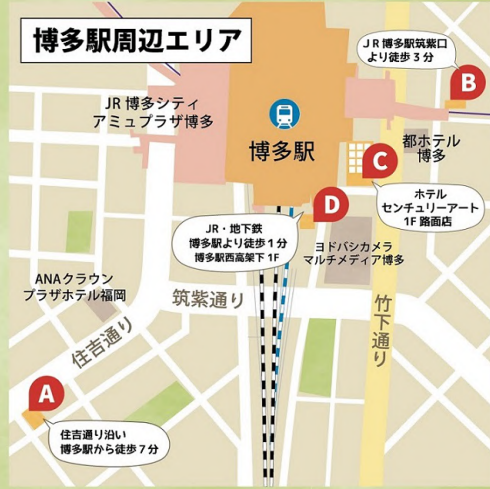 博多駅周辺エリア
JR博多駅筑紫口
より徒歩3分
B
JR 博多シティ
アミュプラザ博多
博多駅
都ホテル
博多
C
ホテル
センチュリーアート
1F 路面店
D
JR・地下鉄
博多駅より徒歩1分
博多駅西高架下 1F
ヨドバシカメラ
マルチメディア博多
ANAクラウン
プラザホテル福岡
筑紫通り
竹下通り
住吉通り
A
住吉通り沿い
博多駅から徒歩7分